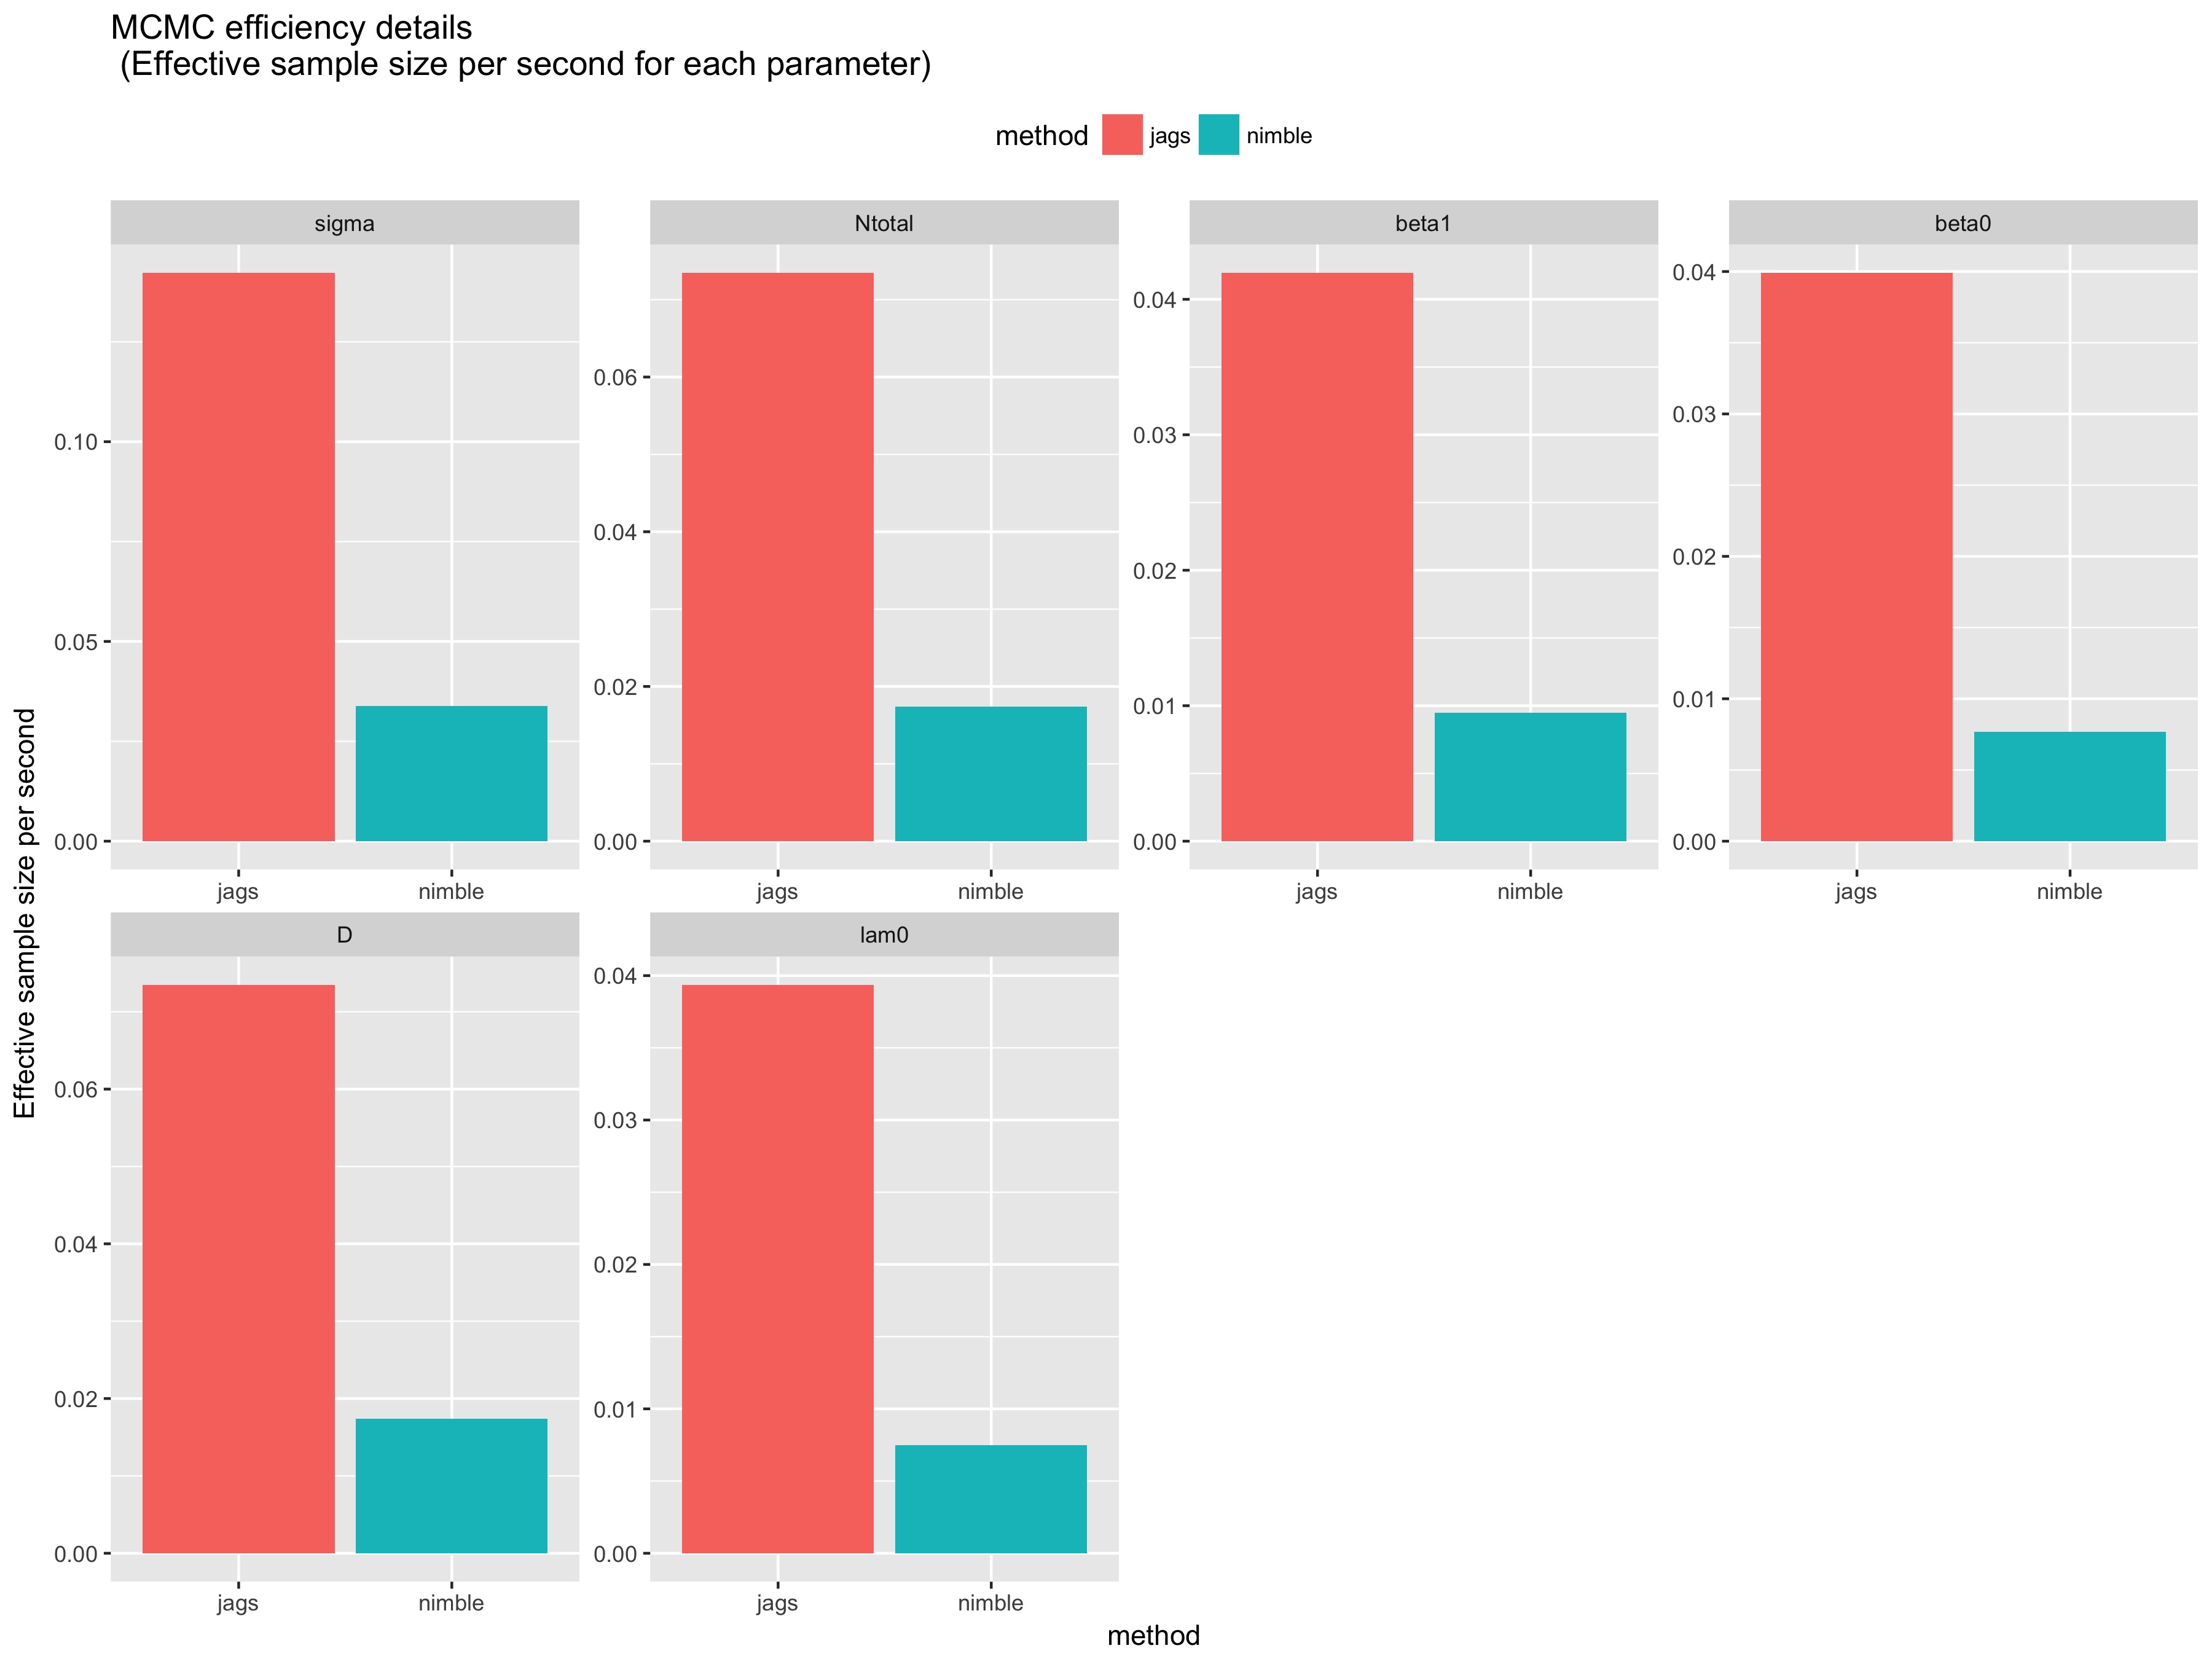 MCMC efficiency details
(Effective sample size per second for each parameter)
method jags nimble
sigma Ntotal beta1 beta0
0.10
0.05
0.00
0.06
0.04
0.02
0.00
0.04
0.03
0.02
0.01
0.00
0.04
0.03
0.02
0.01
0.00
jags nimble jags nimble jags nimble jags nimble
D lam0
0.06
0.04
0.02
0.00
0.04
0.03
0.02
0.01
0.00
jags nimble jags nimble
method
Effective sample size per second